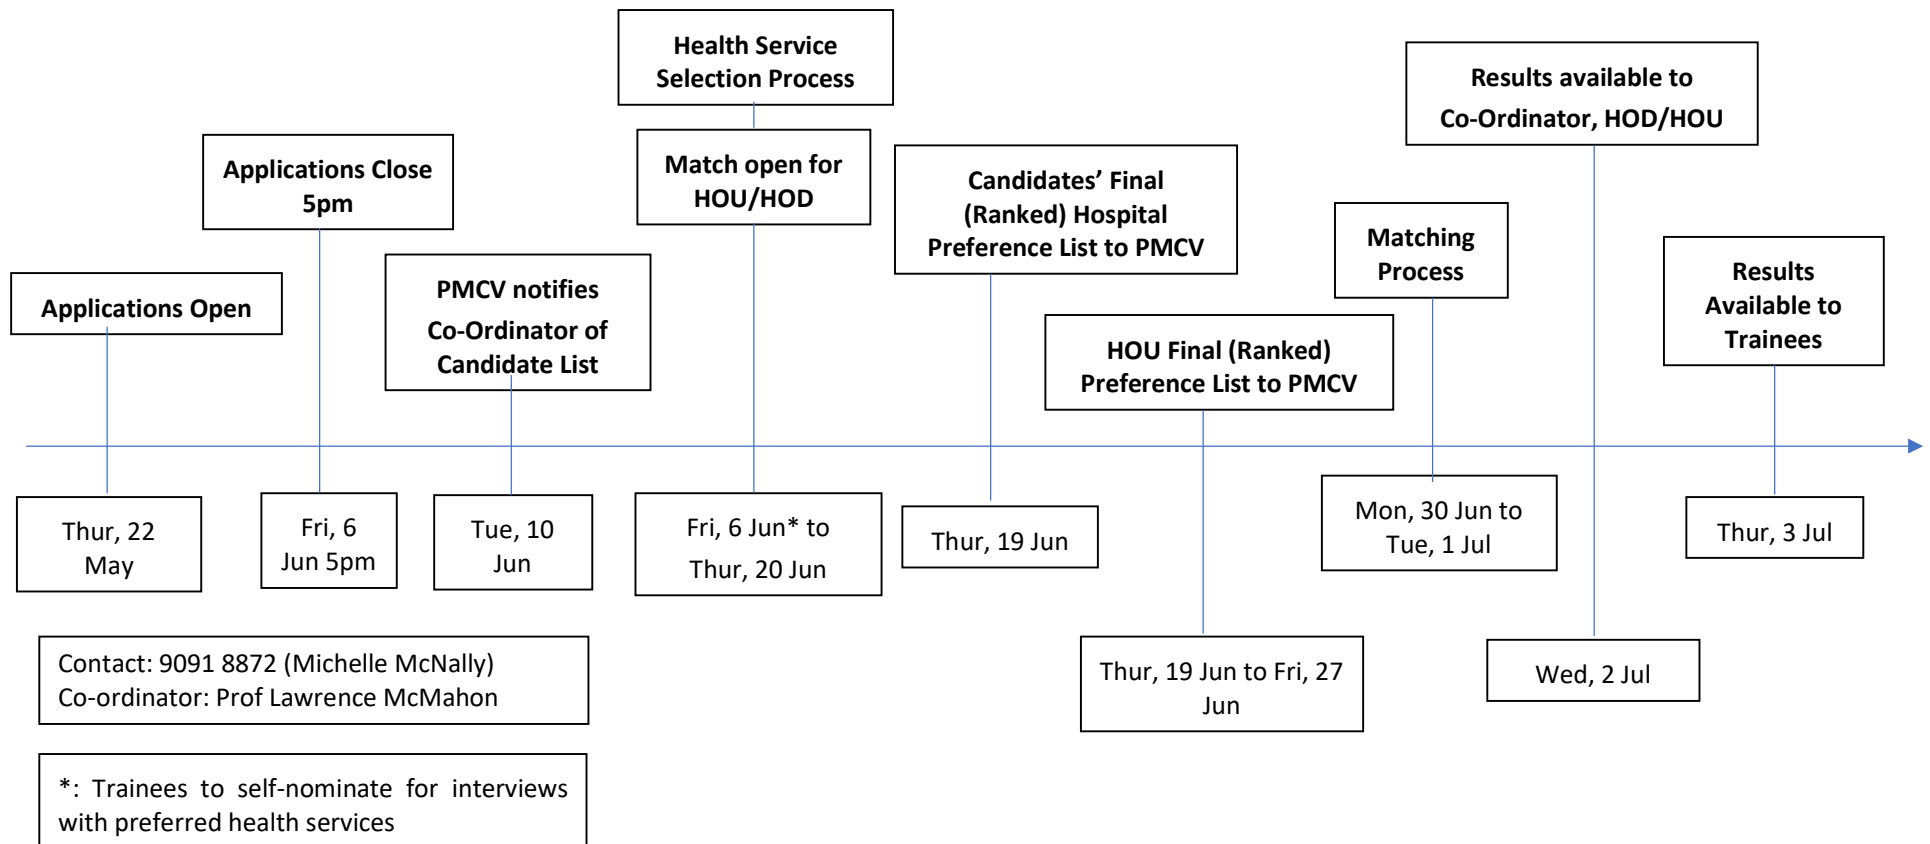 Health Service
Selection Process
Results available to
Co-Ordinator, HOD/HOU
Applications Close
5pm
Match open for
HOU/HOD
Candidates’ Final
(Ranked) Hospital
Preference List to PMCV
Matching
Process
Results
Available to
Trainees
Applications Open
PMCV notifies
Co-Ordinator of
Candidate List
HOU Final (Ranked)
Preference List to PMCV
Thur, 22
May
Fri, 6
Jun 5pm
Tue, 10
Jun
Fri, 6 Jun* to
Thur, 20 Jun
Thur, 19 Jun
Mon, 30 Jun to
Tue, 1 Jul
Thur, 3 Jul
Thur, 19 Jun to Fri, 27
Jun
Wed, 2 Jul
Contact: 9091 8872 (Michelle McNally)
Co-ordinator: Prof Lawrence McMahon
*: Trainees to self-nominate for interviews
with preferred health services